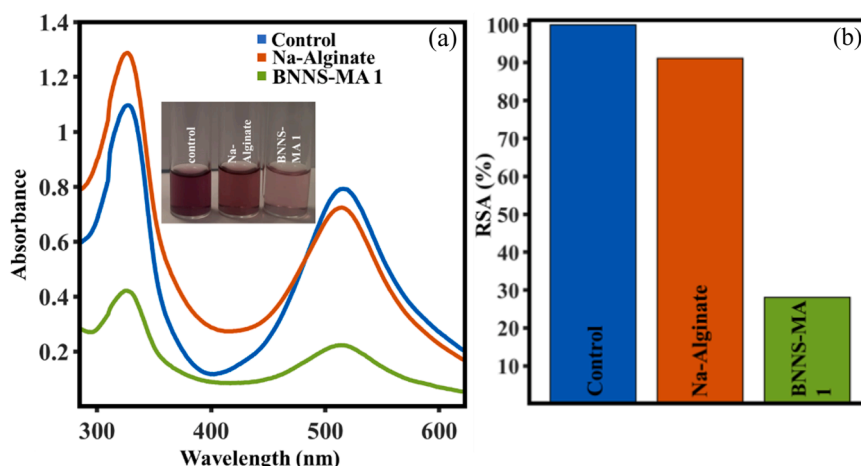 (a)
Control
Na-Alginate
BNNS-MA 1
1.4
1.2
1
0.8
0.6
0.4
0.2
Absorbance
control
Na-
Alginate
BNNS-
MA 1
300
400
500
600
Wavelength (nm)
(b)
100
90
80
70
60
50
40
30
20
10
RSA (%)
Control
Na-Alginate
BNNS-MA
1